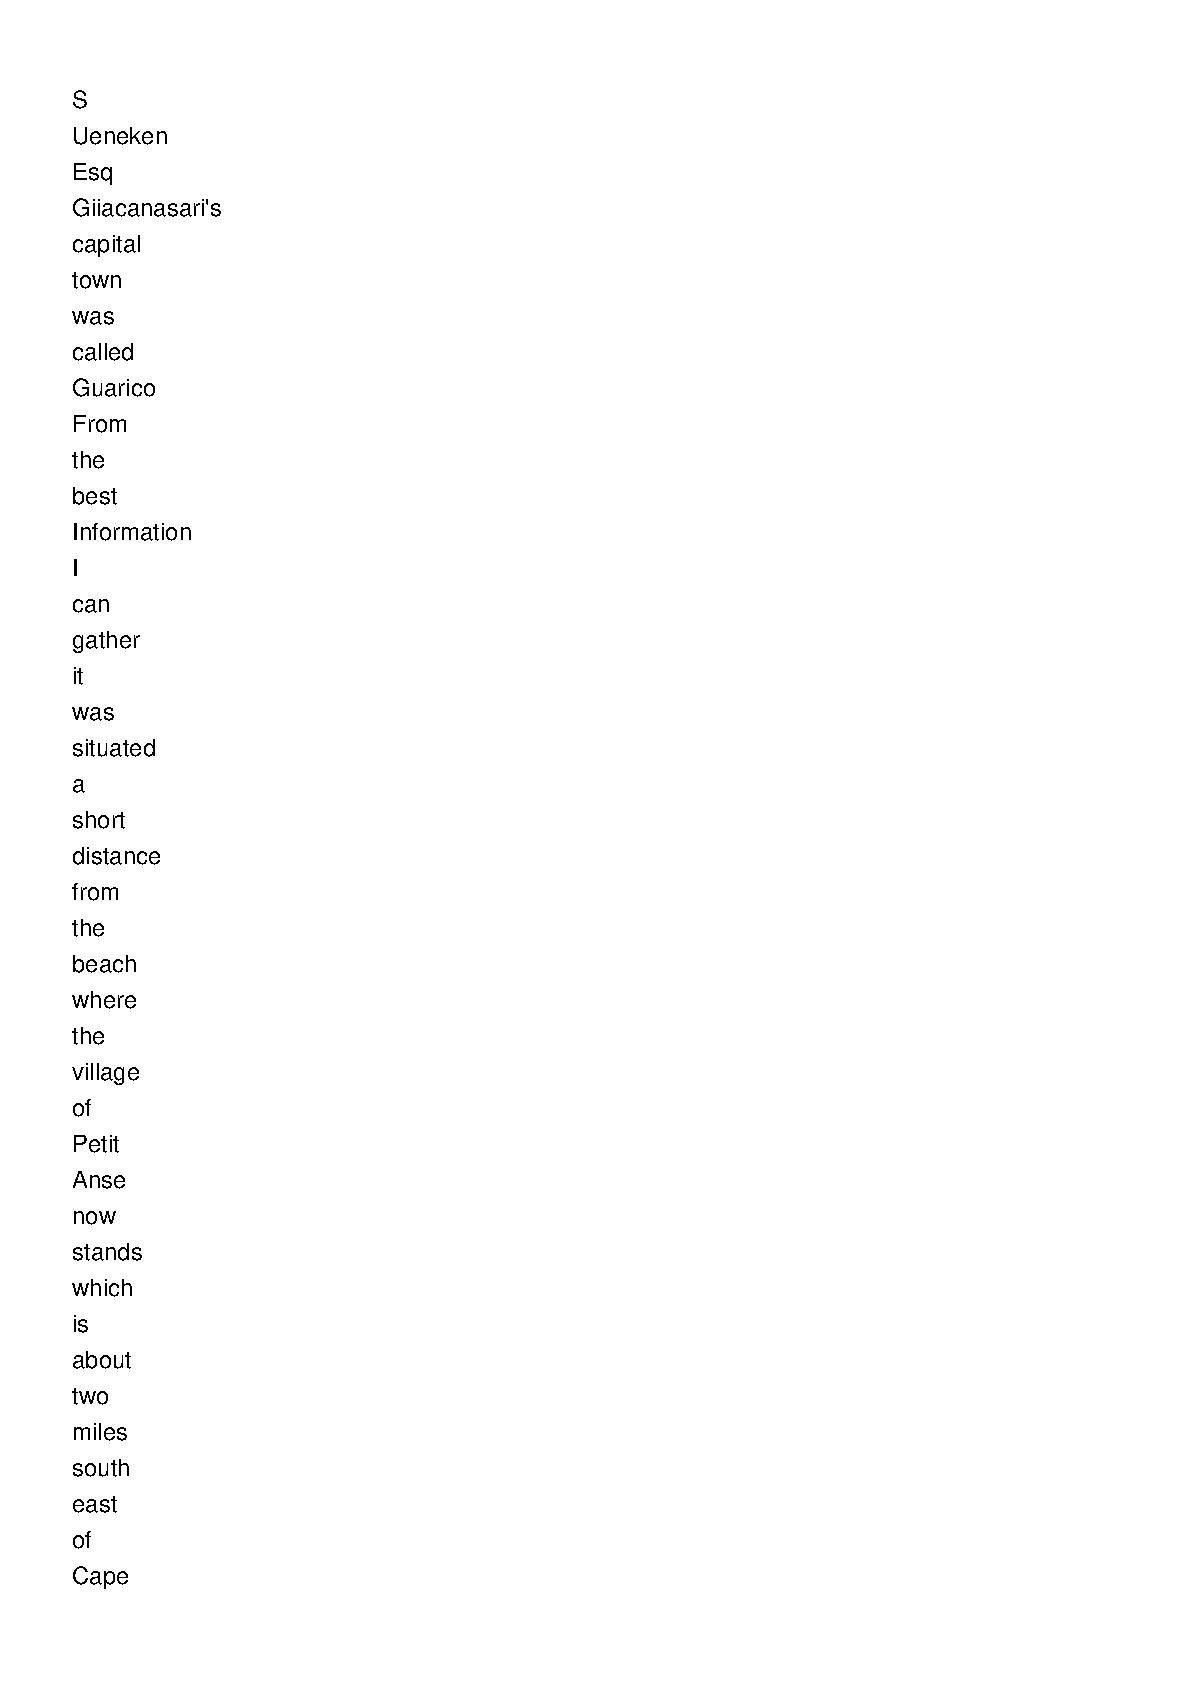 S
Ueneken
Esq
Giiacanasari's
capital
town
was
called
Guarico
From
the
best
Information
I
can
gather
it
was
situated
a
short
distance
from
the
beach
where
the
village
of
Petit
Anse
now
stands
which
is
about
two
miles
south
east
of
Cape